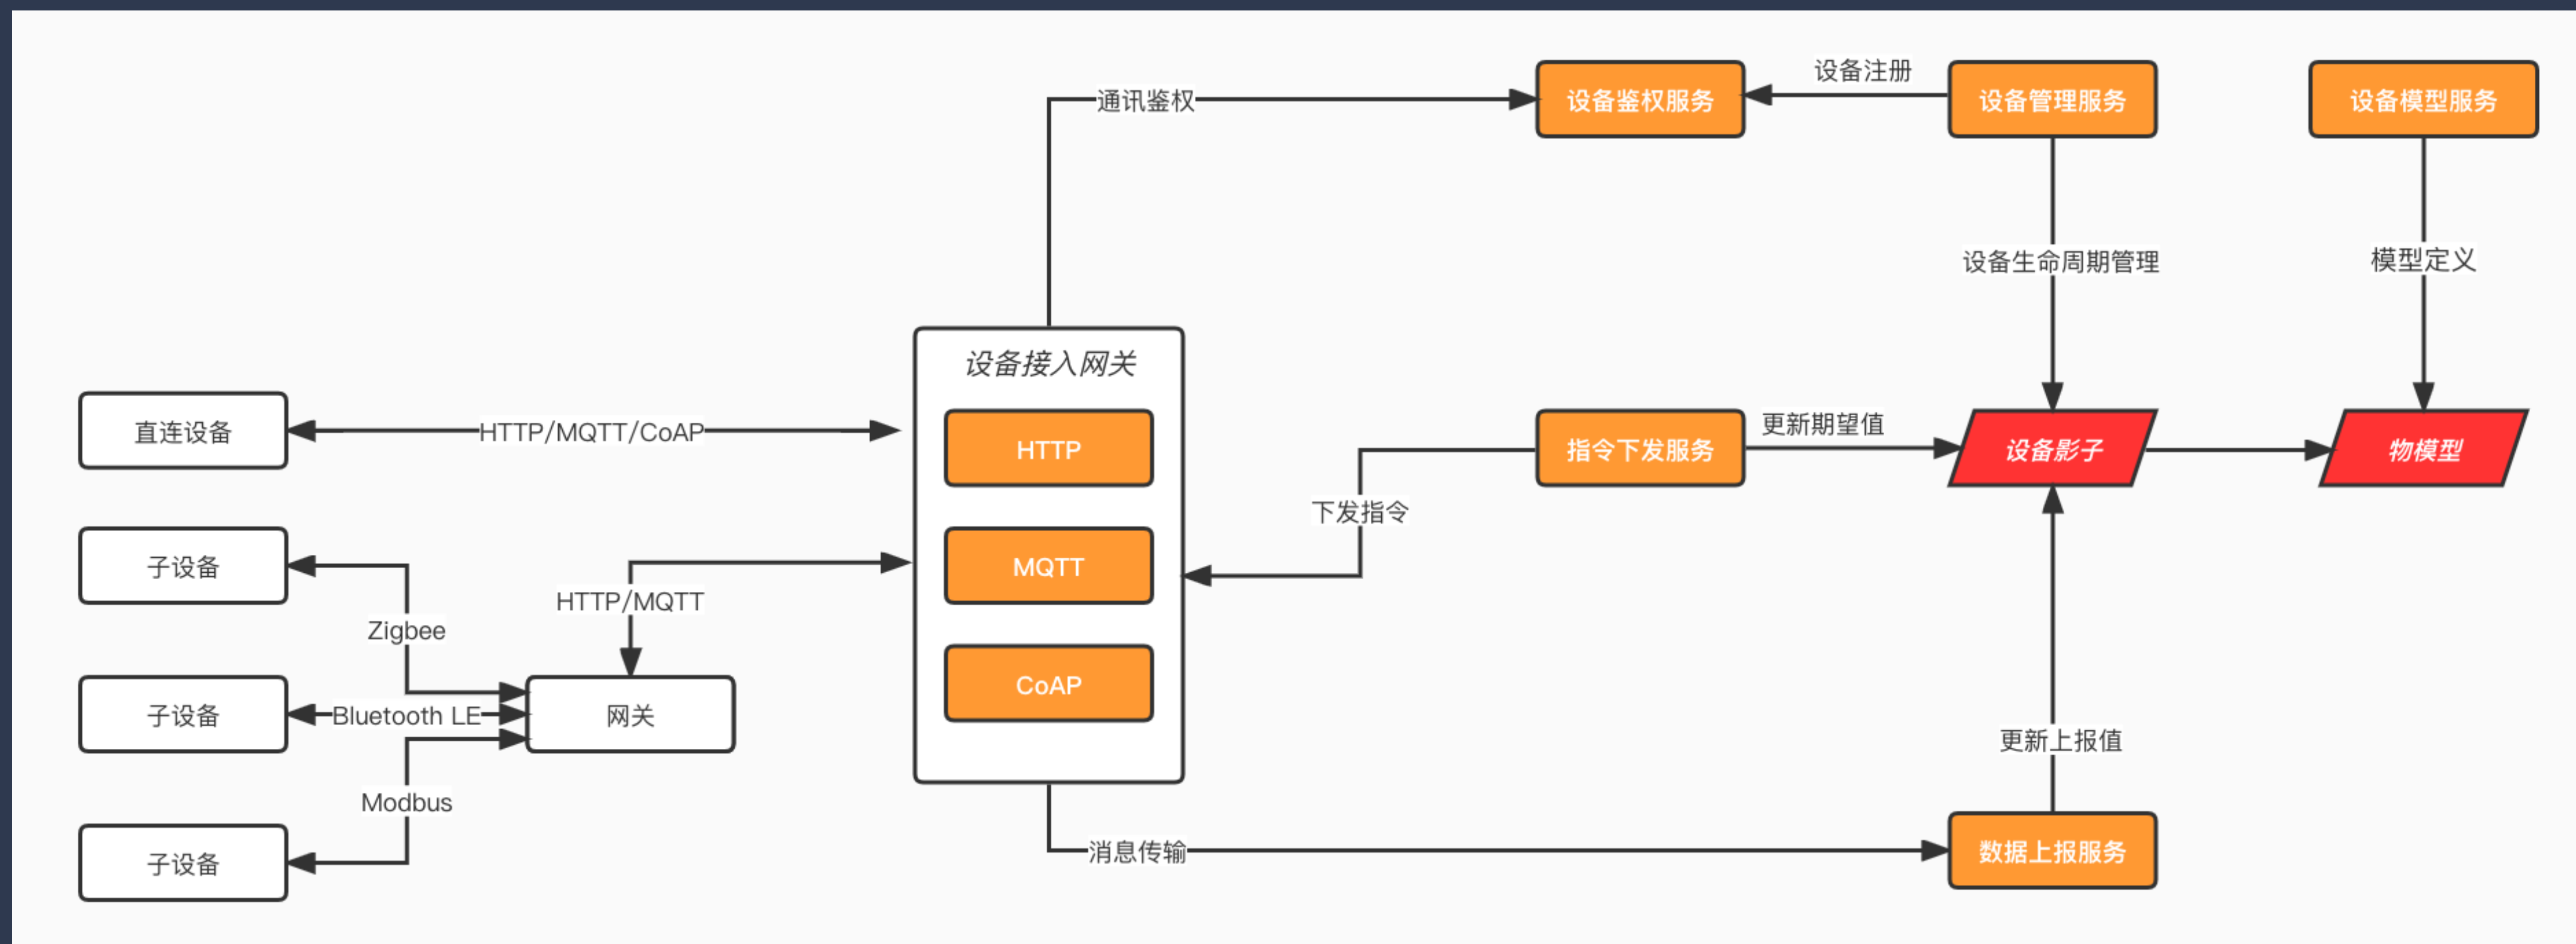 通讯鉴权
设备鉴权服务
设备注册
设备管理服务
设备模型服务
设备生命周期管理
模型定义
设备接入网关
直连设备
HTTP/MQTT/CoAP
HTTP
指令下发服务
更新期望值
设备影子
物模型
下发指令
子设备
MQTT
HTTP/MQTT
Zigbee
子设备
Bluetooth LE
网关
CoAP
更新上报值
Modbus
子设备
消息传输
数据上报服务